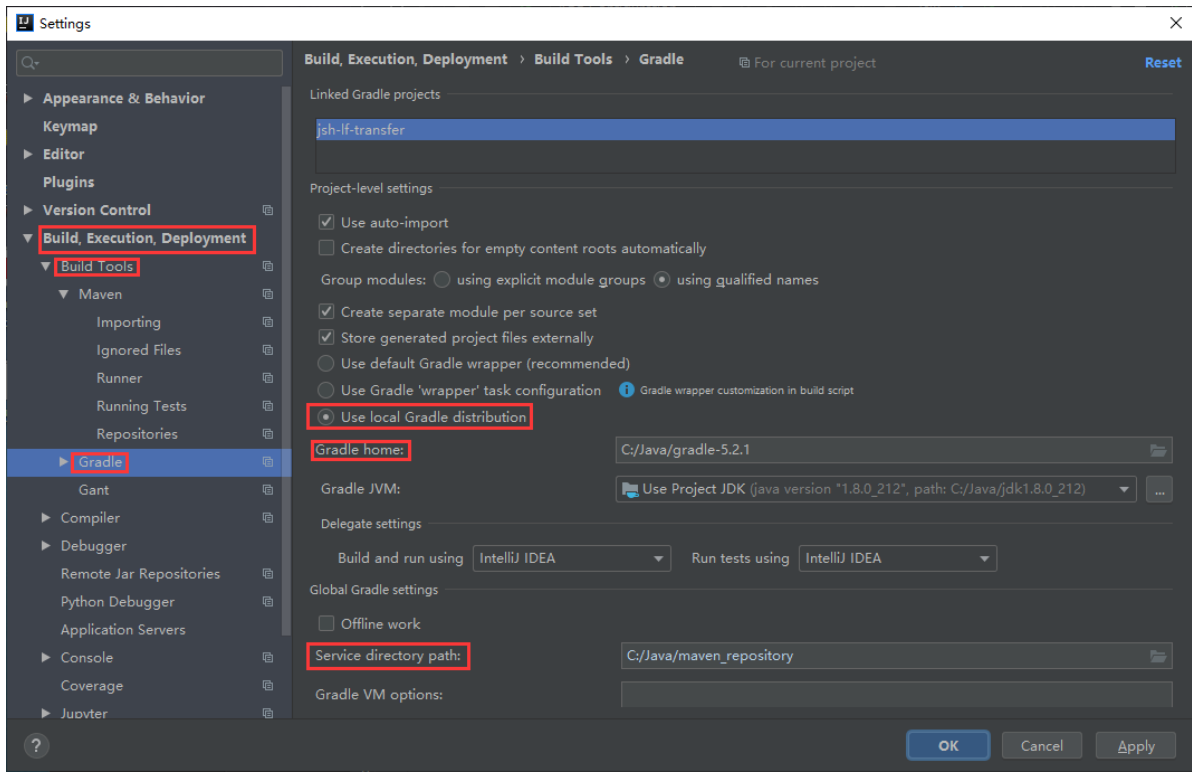 Settings
Build, Execution, Deployment › Build Tools › Gradle For current project Reset
Appearance & Behavior
Keymap
Editor
Plugins
Version Control
Build, Execution, Deployment
Build Tools
Maven
Importing
Ignored Files
Runner
Running Tests
Repositories
Gradle
Gant
Compiler
Debugger
Remote Jar Repositories
Python Debugger
Application Servers
Console
Coverage
Jupyter
Linked Gradle projects
jsh-lf-transfer
Project-level settings
Use auto-import
Create directories for empty content roots automatically
Group modules: using explicit module groups using qualified names
Create separate module per source set
Store generated project files externally
Use default Gradle wrapper (recommended)
Use Gradle 'wrapper' task configuration Gradle wrapper customization in build script
Use local Gradle distribution
Gradle home: C:/Java/gradle-5.2.1
Gradle JVM: Use Project JDK (java version "1.8.0_212", path: C:/Java/jdk1.8.0_212) ...
Delegate settings
Build and run using IntelliJ IDEA Run tests using IntelliJ IDEA
Global Gradle settings
Offline work
Service directory path: C:/Java/maven_repository
Gradle VM options:
? OK Cancel Apply